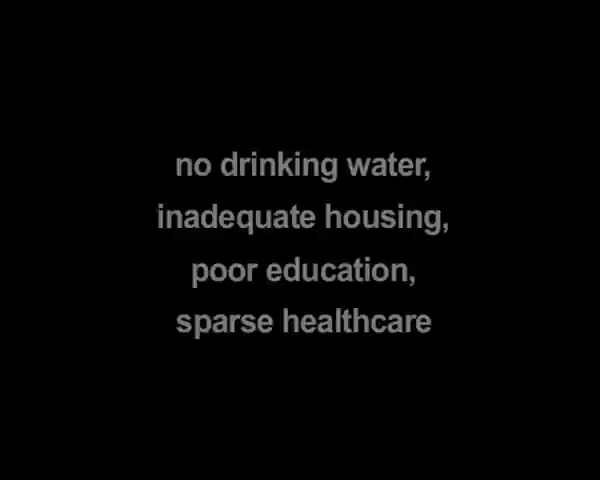 no drinking water,
inadequate housing,
poor education,
sparse healthcare